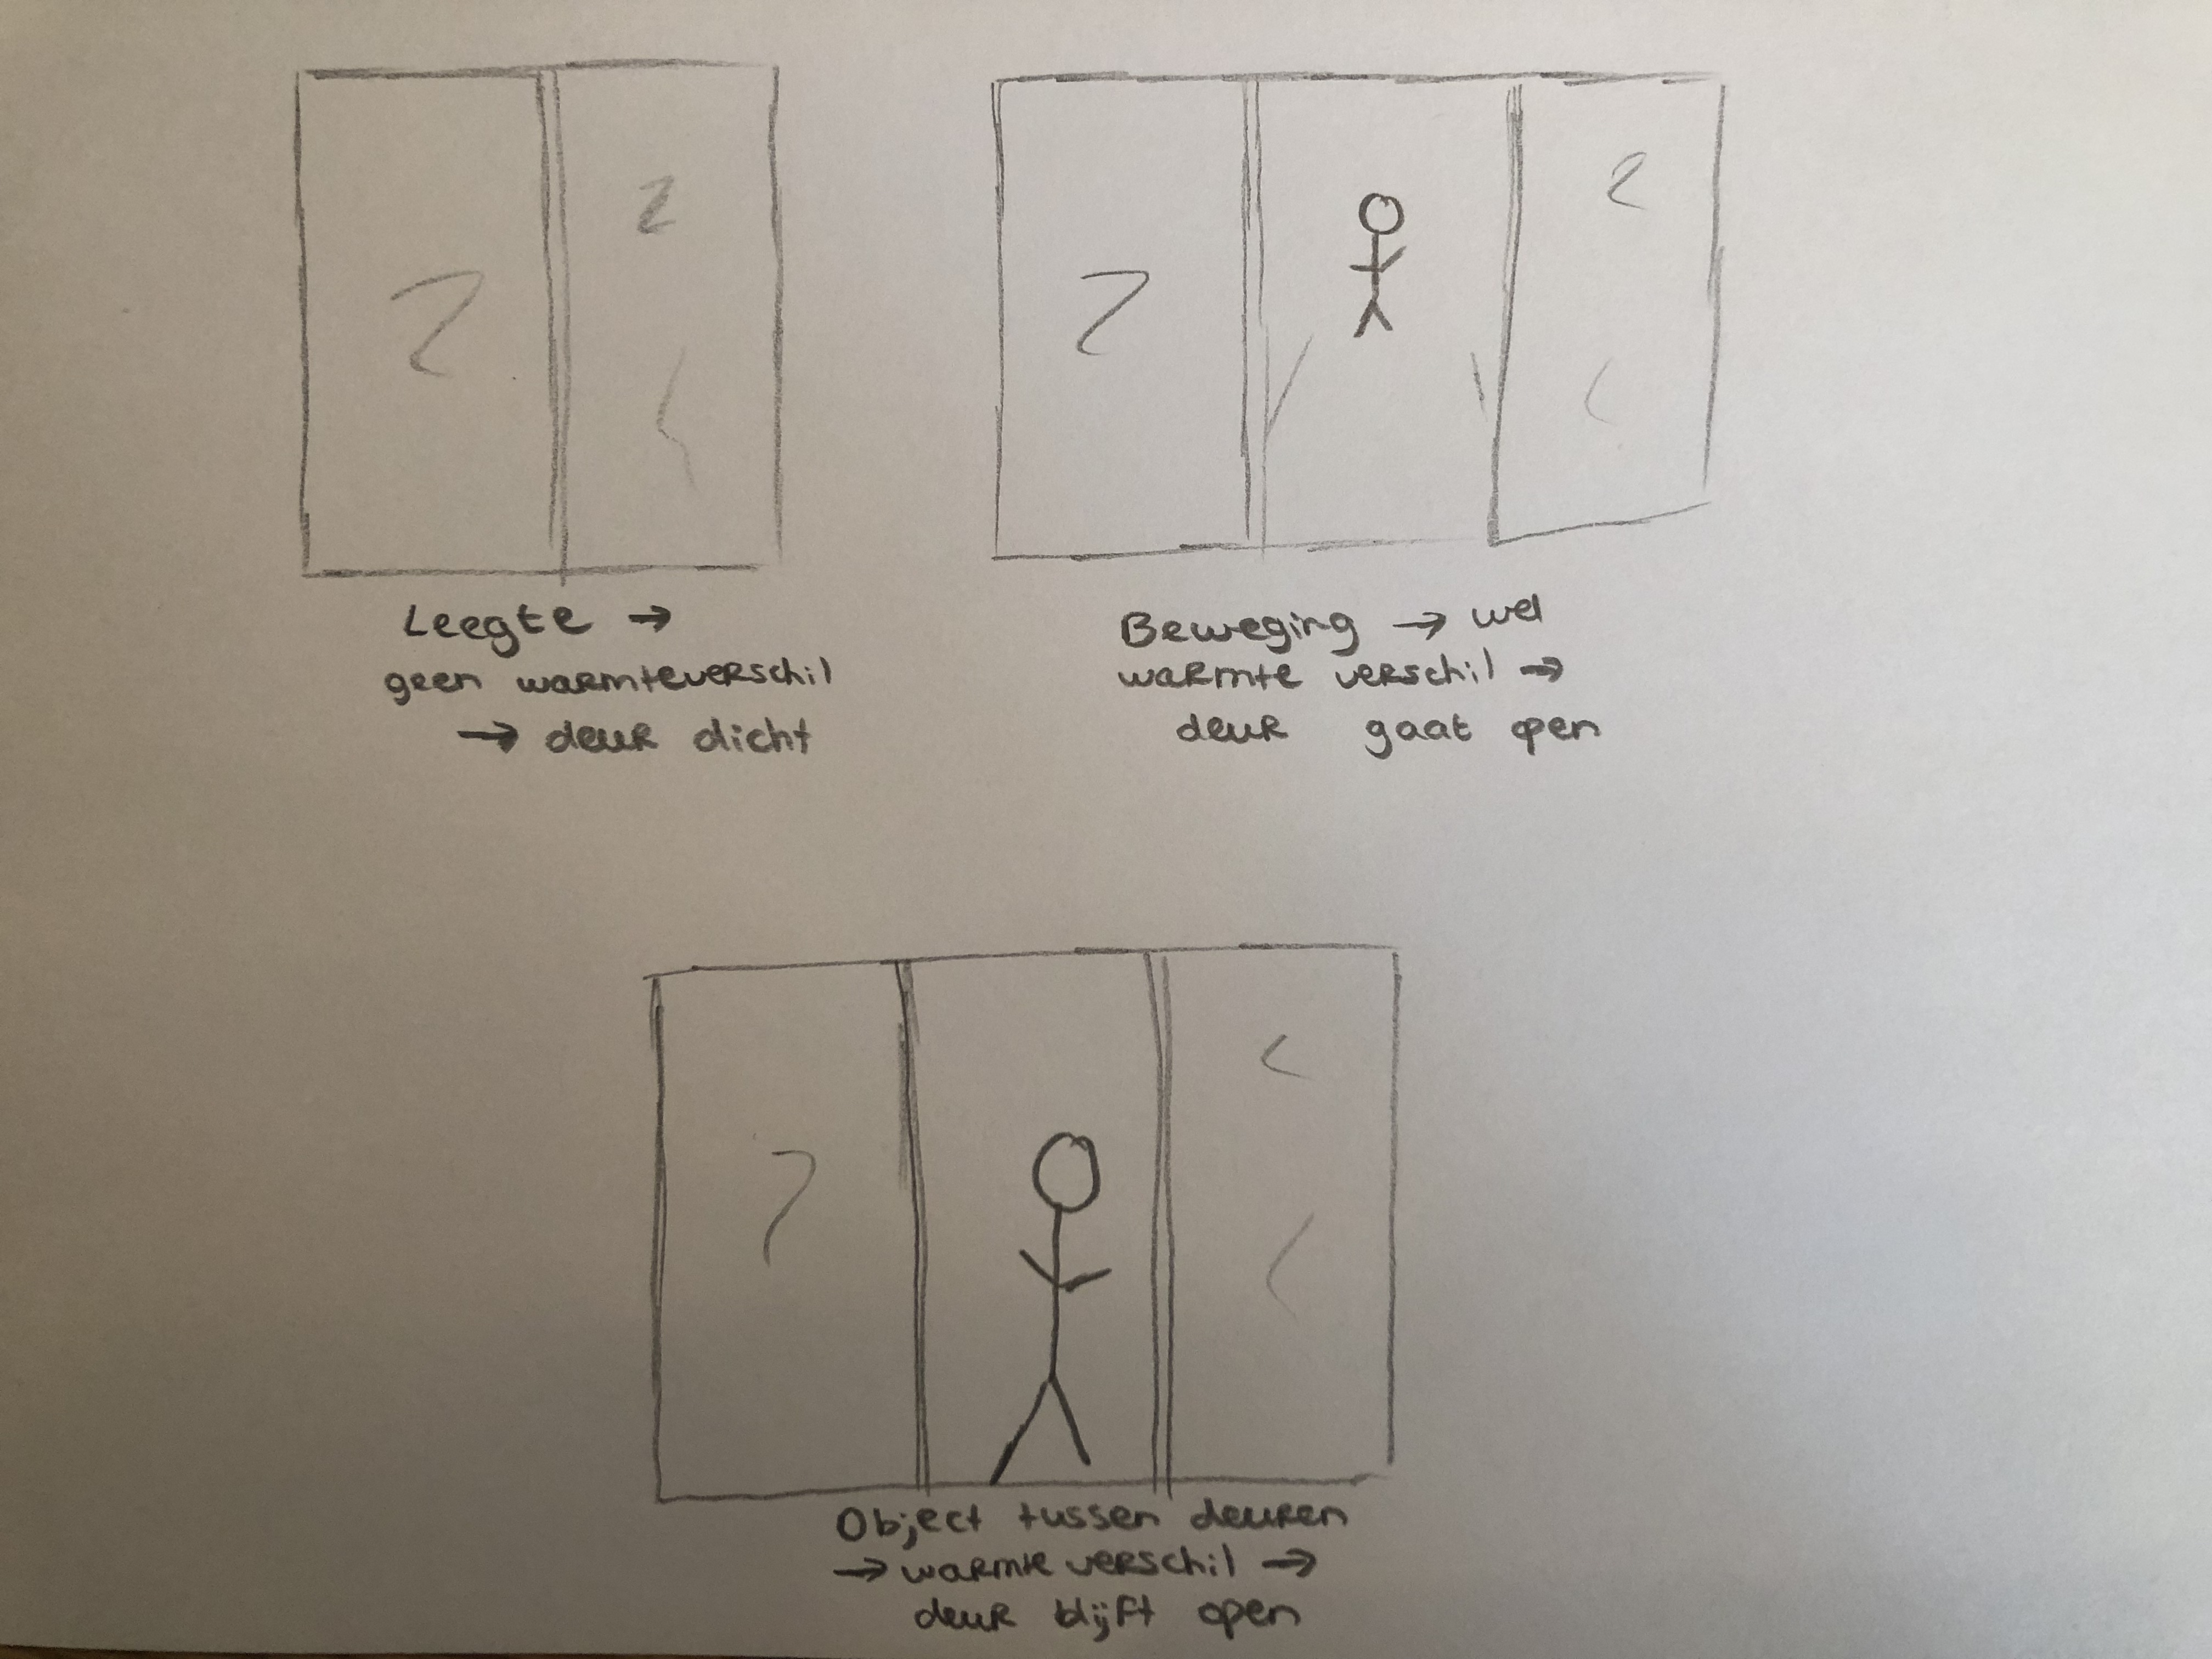 Leegte →
geen warmteverschil
→ deur dicht
Beweging → wel
warmte verschil →
deur gaat open
Object tussen deuren
→ warmte verschil →
deur blijft open